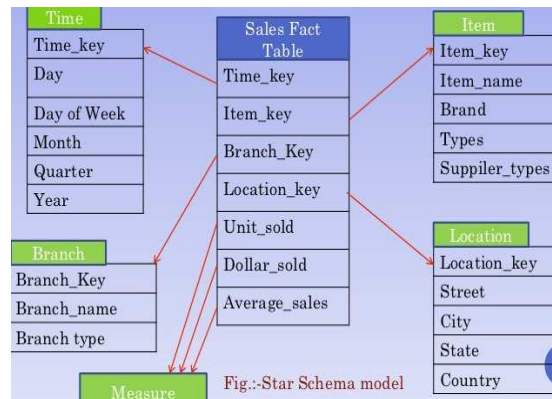 Time
Time_key
Day
Day of Week
Month
Quarter
Year
Sales Fact
Table
Time_key
Item_key
Branch_Key
Location_key
Unit_sold
Dollar_sold
Average_sales
Item
Item_key
Item_name
Brand
Types
Suppiler_types
Branch
Branch_Key
Branch_name
Branch type
Location
Location_key
Street
City
State
Country
Measure
Fig.:-Star Schema model